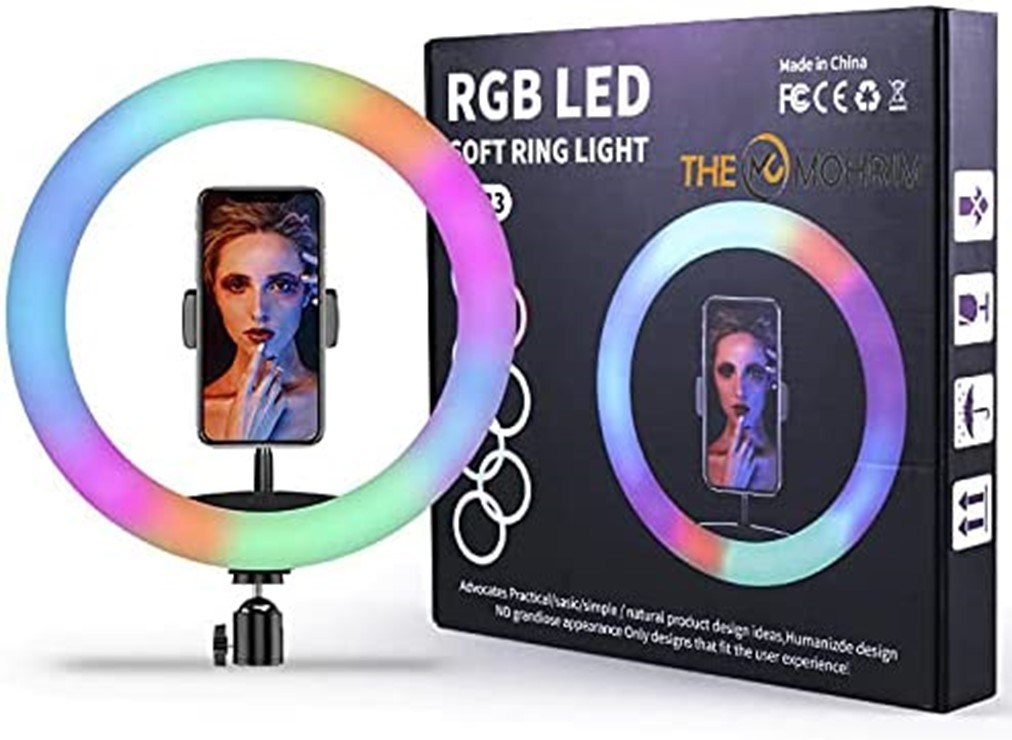 RGB LED
SOFT RING LIGHT
Made in China
FC CE
THE MOHRIM
Advocates Practical/sasic/simple / natural product design ideas,Humanizde design
NO grandiose appearance Only designs that fit the user experience!